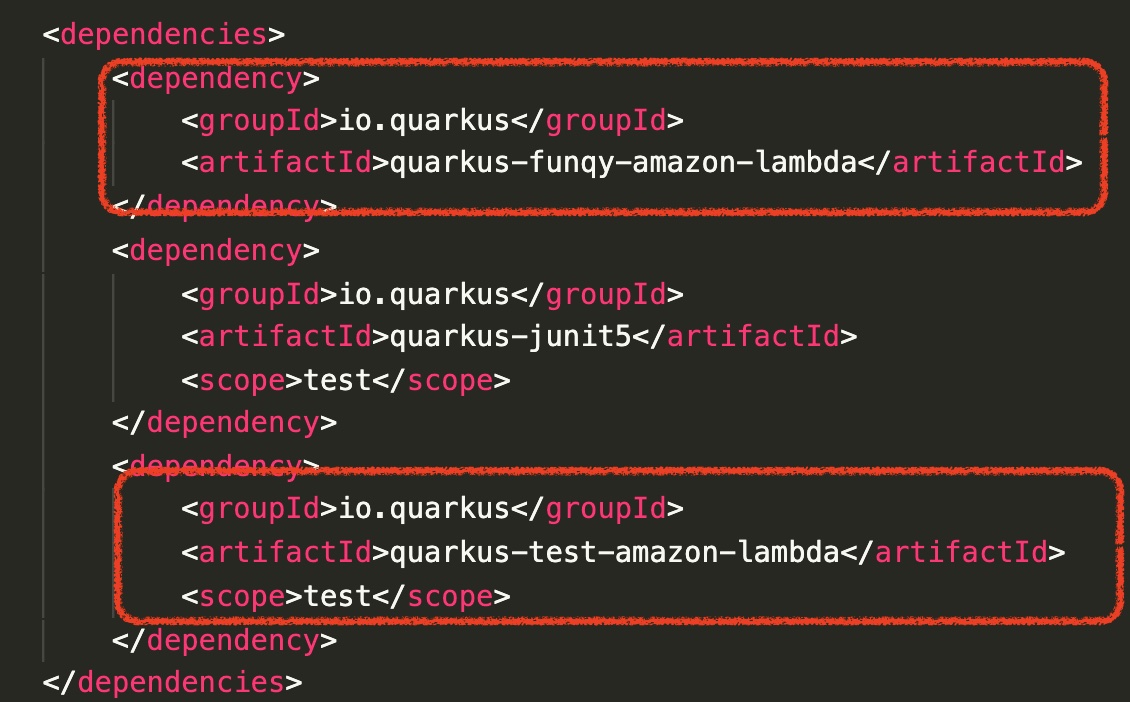 <dependencies>
<dependency>
<groupId>io.quarkus</groupId>
<artifactId>quarkus-funqy-amazon-lambda</artifactId>
</dependency>
<dependency>
<groupId>io.quarkus</groupId>
<artifactId>quarkus-junit5</artifactId>
<scope>test</scope>
</dependency>
<dependency>
<groupId>io.quarkus</groupId>
<artifactId>quarkus-test-amazon-lambda</artifactId>
<scope>test</scope>
</dependency>
</dependencies>